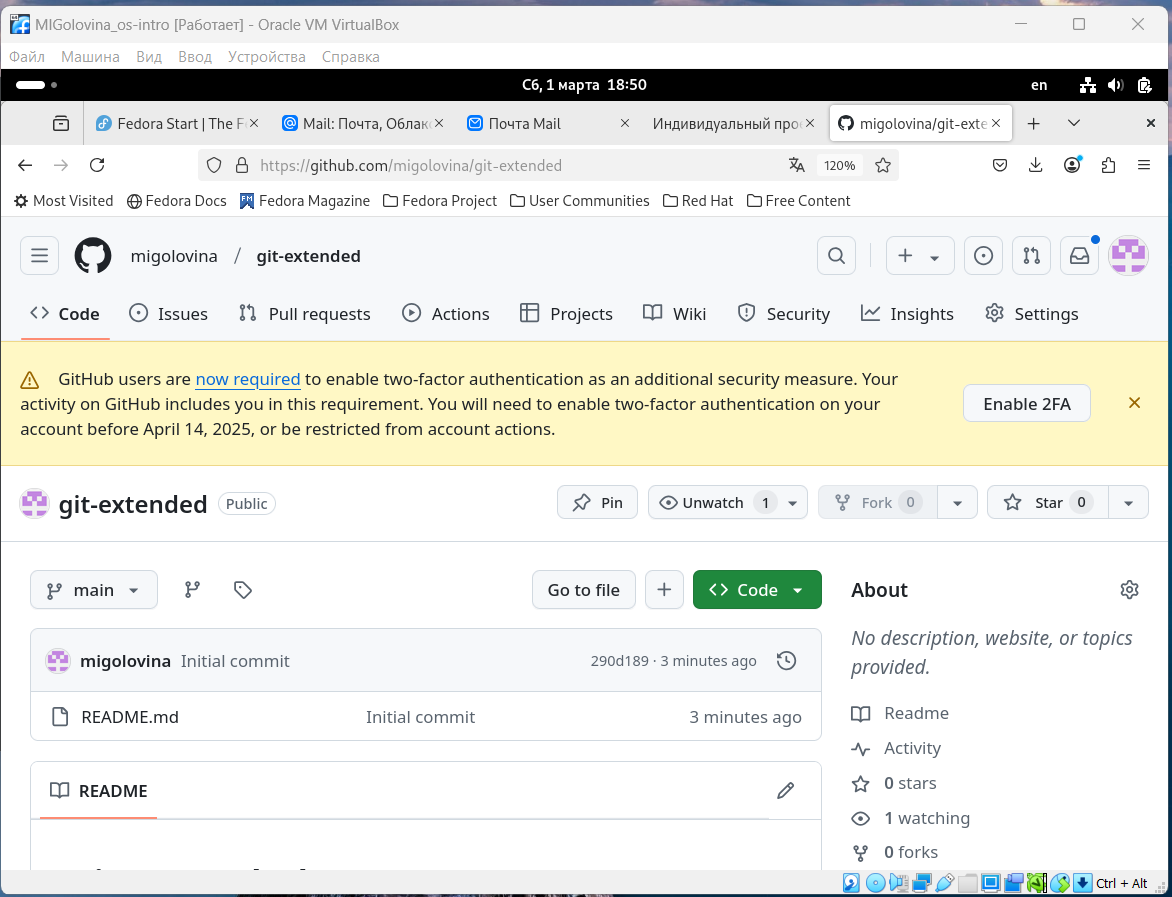 MIGolovina_os-intro [Работает] - Oracle VM VirtualBox
Файл Машина Вид Ввод Устройства Справка
Сб, 1 марта 18:50 en
Fedora Start | The F Mail: Почта, Облак Почта Mail Индивидуальный про migolovina/git-exte
https://github.com/migolovina/git-extended 120%
Most Visited Fedora Docs Fedora Magazine Fedora Project User Communities Red Hat Free Content
migolovina / git-extended
Code Issues Pull requests Actions Projects Wiki Security Insights Settings
GitHub users are now required to enable two-factor authentication as an additional security measure. Your
activity on GitHub includes you in this requirement. You will need to enable two-factor authentication on your
account before April 14, 2025, or be restricted from account actions.
Enable 2FA
git-extended Public Pin Unwatch 1 Fork 0 Star 0
main Go to file Code
About
No description, website, or topics
provided.
migolovina Initial commit 290d189 · 3 minutes ago
README.md Initial commit 3 minutes ago
Readme
Activity
0 stars
1 watching
0 forks
README
Ctrl + Alt